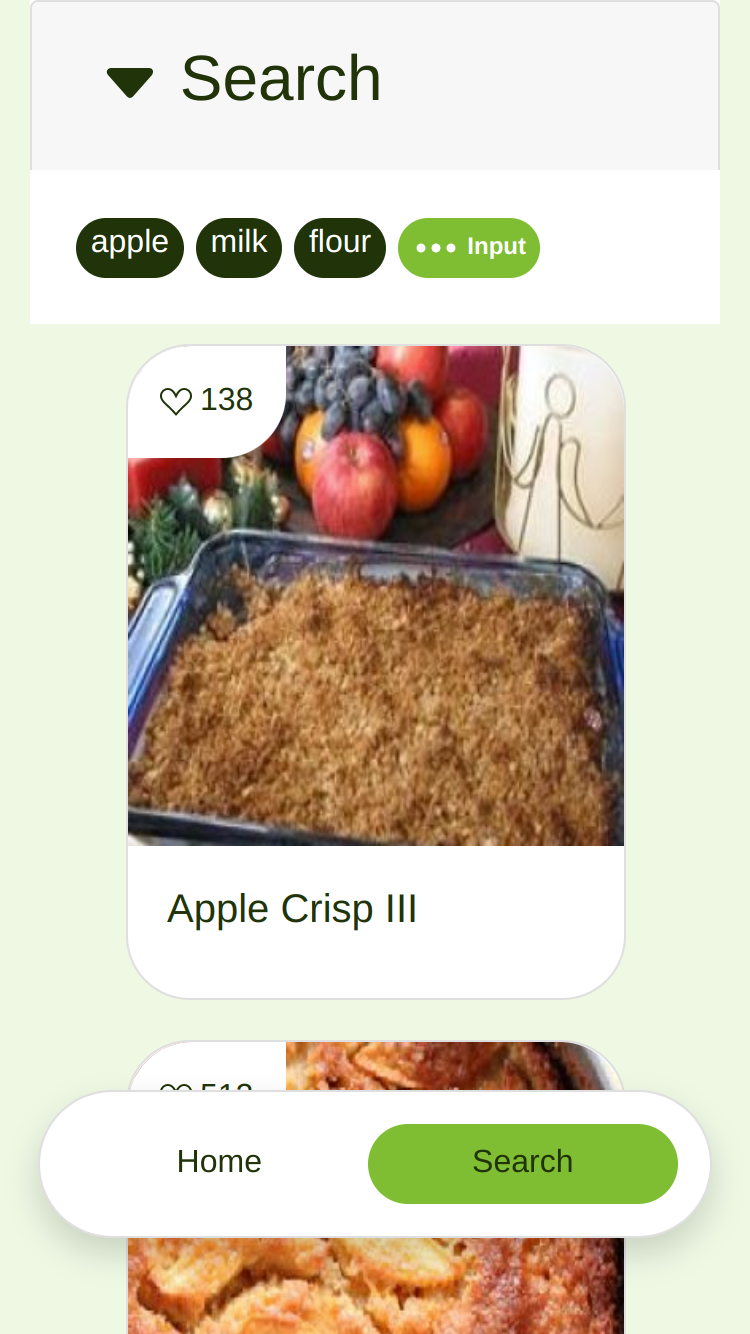 Search
apple milk flour ••• Input
138
Apple Crisp III
Home Search